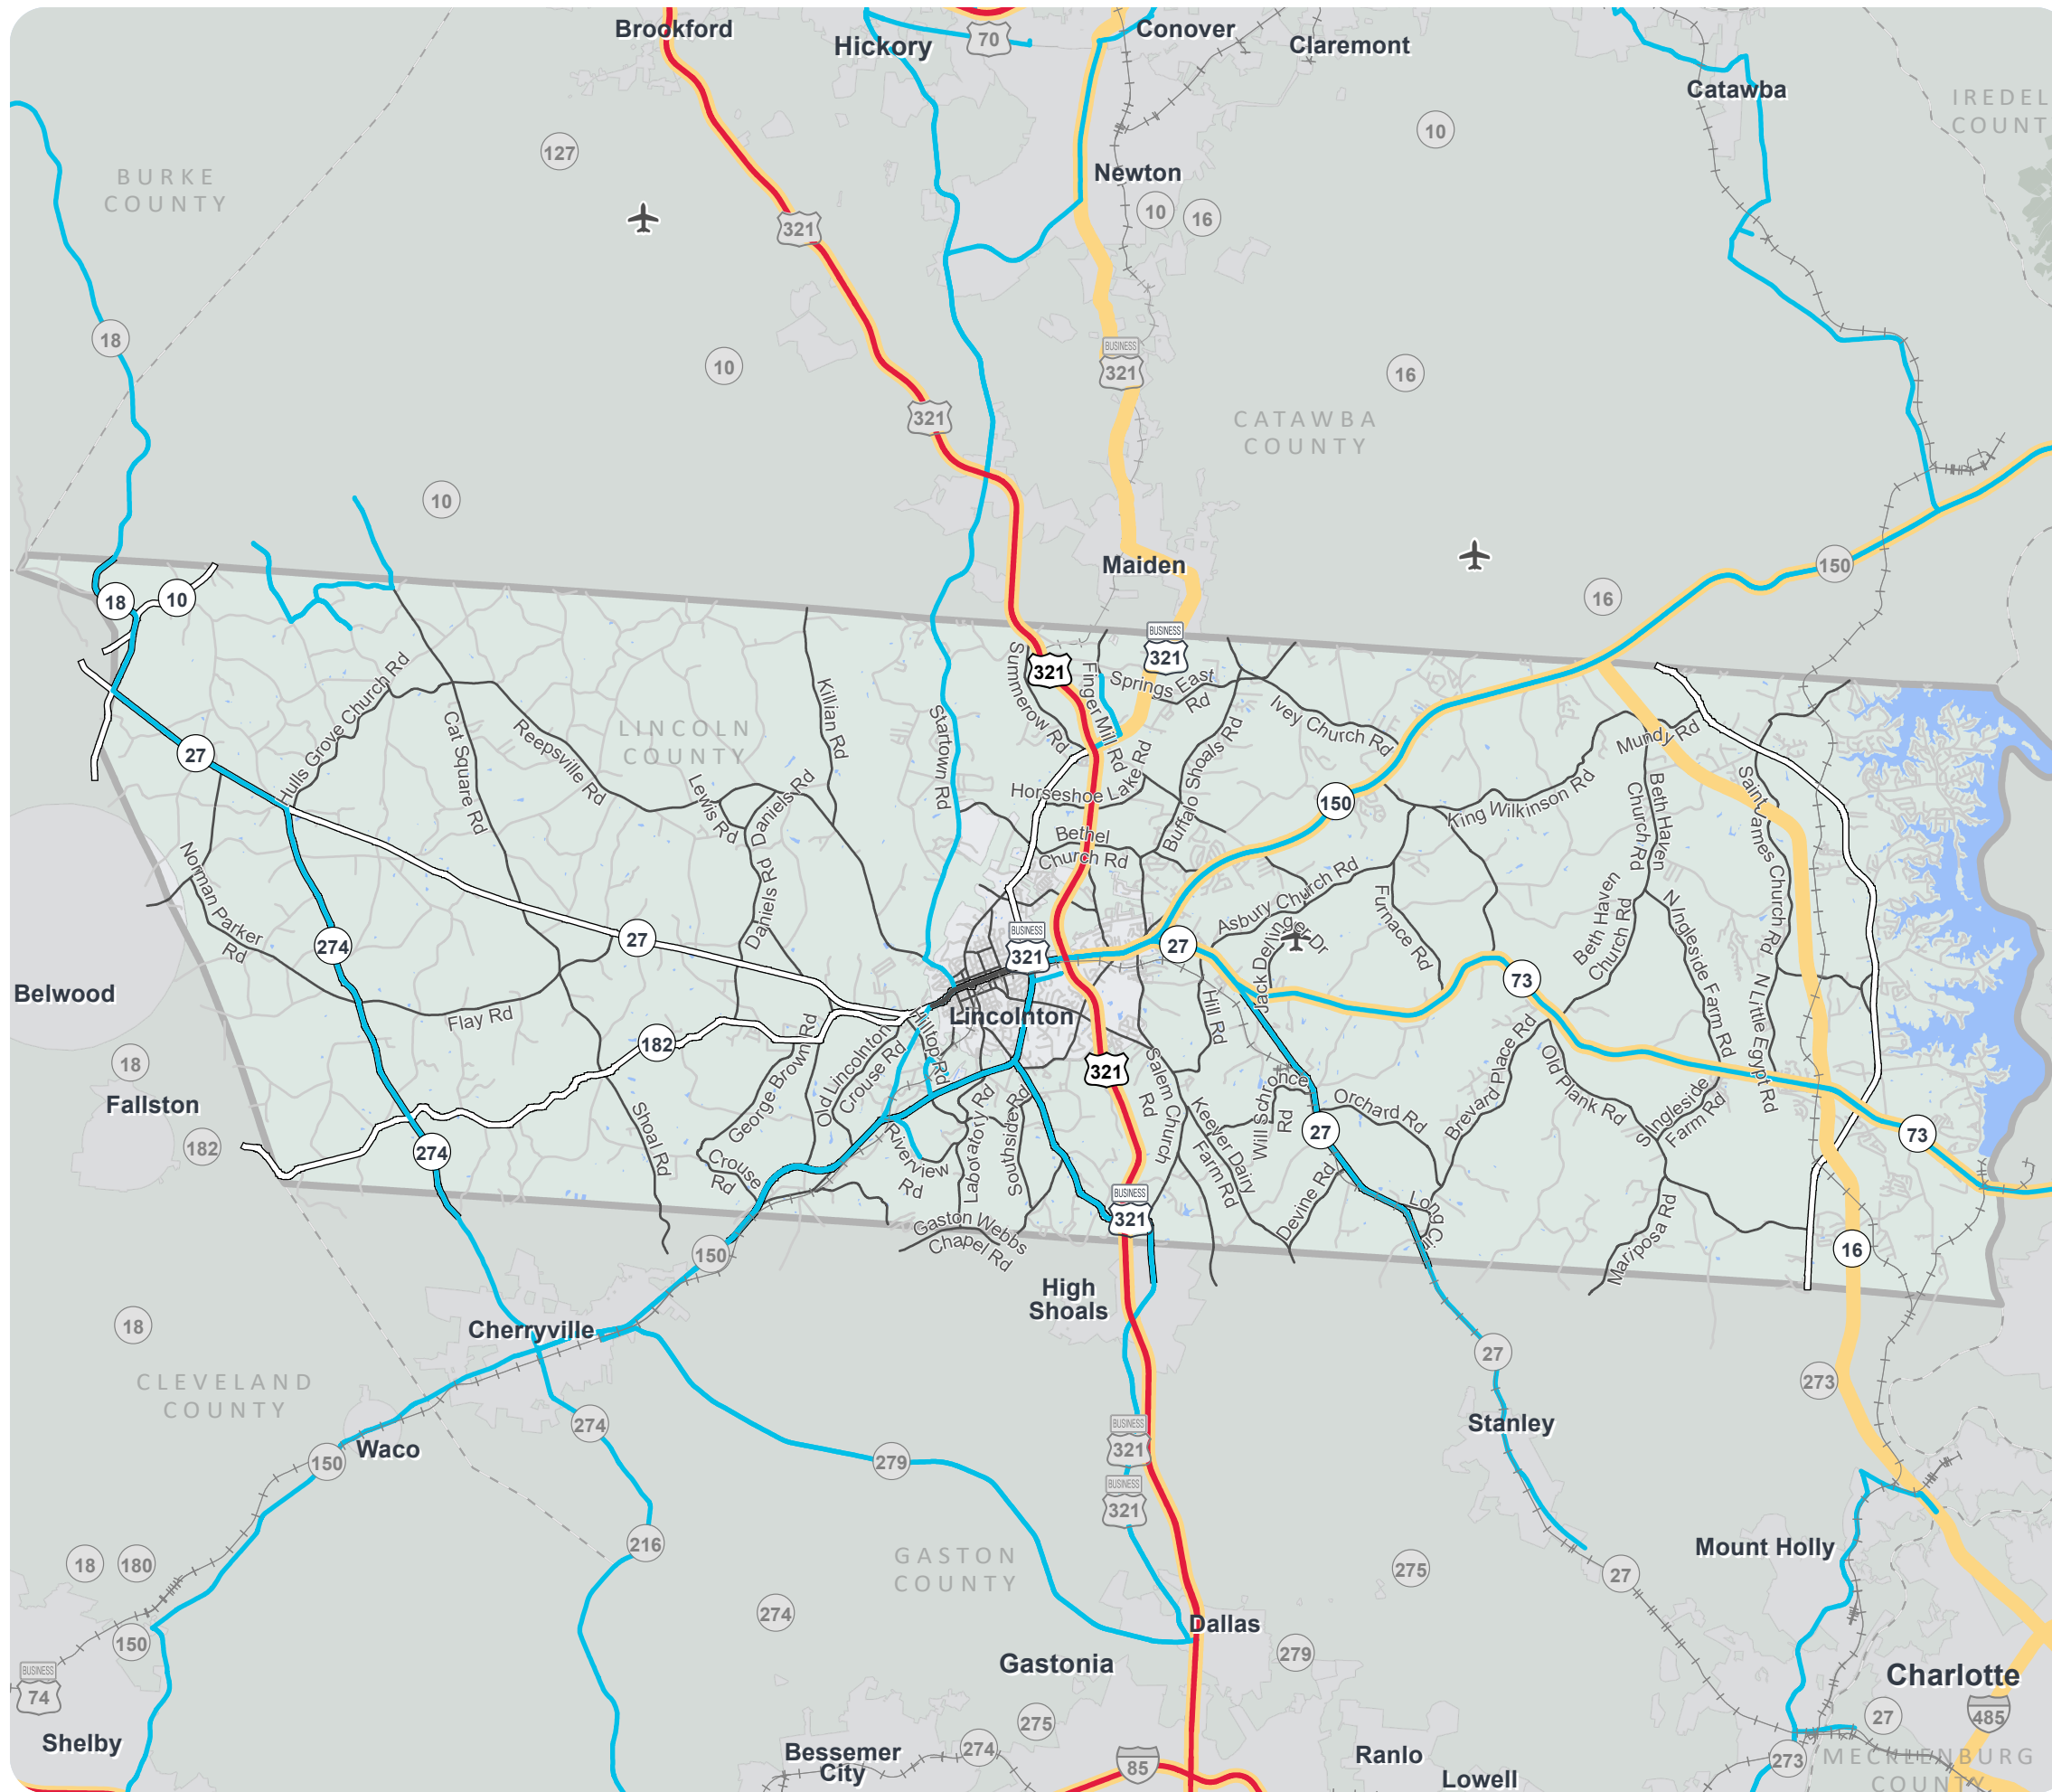 Brookford
Hickory
70
Conover
Claremont
Catawba
IREDEL
COUNT
10
127
BURKE
COUNTY
Newton
10
16
321
18
10
BUSINESS
321
16
321
CATAWBA
COUNTY
10
Maiden
150
16
18
10
BUSINESS
321
321
Summerow Rd
Finger Mill Rd
Springs East
Rd
Ivey Church Rd
Buffalo Shoals Rd
Hulls Grove Church Rd
Cat Square Rd
Reepsville Rd
LINCOLN
COUNTY
Killian Rd
Startown Rd
27
Lewis Rd
Daniels Rd
Horseshoe Lake Rd
150
King Wilkinson Rd
Mundy Rd
Beth Haven
Church Rd
Saint James Church Rd
Bethel
Church Rd
Norman Parker
Rd
Daniels Rd
Asbury Church Rd
Furnace Rd
Beth Haven
Church Rd
N Ingleside Farm Rd
274
27
BUSINESS
321
27
Jack Dellinger Dr
73
N Little Egypt Rd
Belwood
Flay Rd
Lincolnton
Hill Rd
182
George Brown Rd
Old Lincolnton
Crouse Rd
Hilltop Rd
18
Fallston
182
321
Salem Church
Rd
Will Schronce
Rd
Orchard Rd
Brevard Place Rd
Old Plank Rd
S Ingleside
Farm Rd
73
274
Shoal Rd
Crouse
Rd
Riverview
Rd
Laboratory Rd
Southside Rd
Keever Dairy
Farm Rd
27
Devine Rd
Long Cr
Mariposa Rd
BUSINESS
321
16
Gaston Webbs
Chapel Rd
150
High
Shoals
18
Cherryville
27
273
CLEVELAND
COUNTY
274
Waco
150
279
BUSINESS
321
Stanley
BUSINESS
321
216
GASTON
COUNTY
275
Mount Holly
27
18
180
274
150
Dallas
279
Gastonia
Charlotte
BUSINESS
74
275
27
485
Shelby
Bessemer
City
274
85
Ranlo
Lowell
273
MECKLENBURG
COUNTY